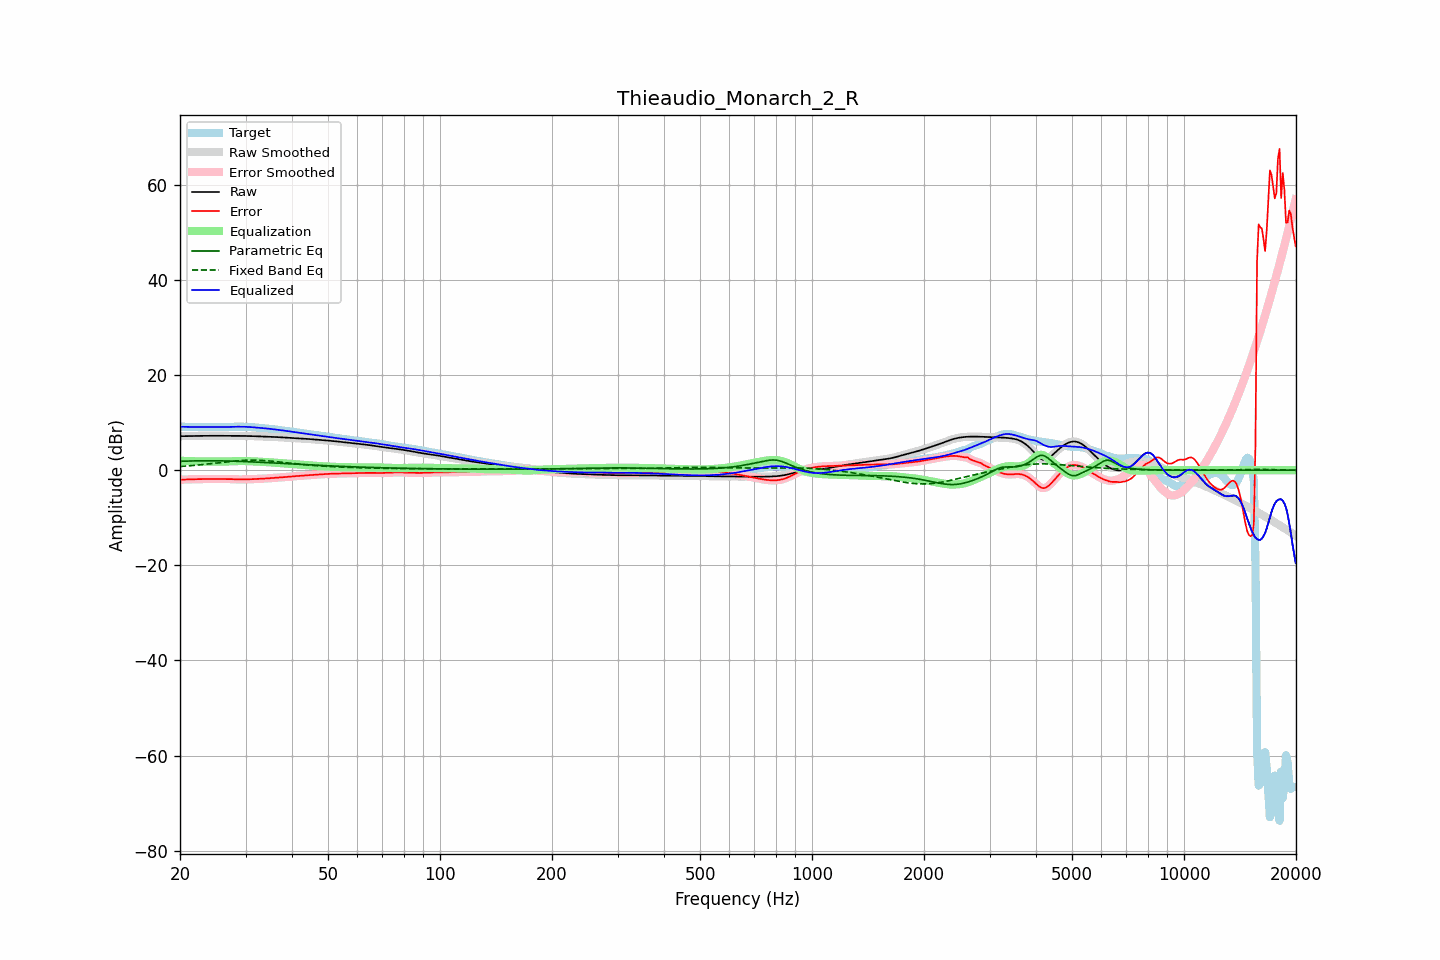 Thieaudio_Monarch_2_R
Target
Raw Smoothed
Error Smoothed
Raw
Error
Equalization
Parametric Eq
Fixed Band Eq
Equalized
60
40
20
0
−20
−40
−60
−80
Amplitude (dBr)
20 50 100 200 500 1000 2000 5000 10000 20000
Frequency (Hz)